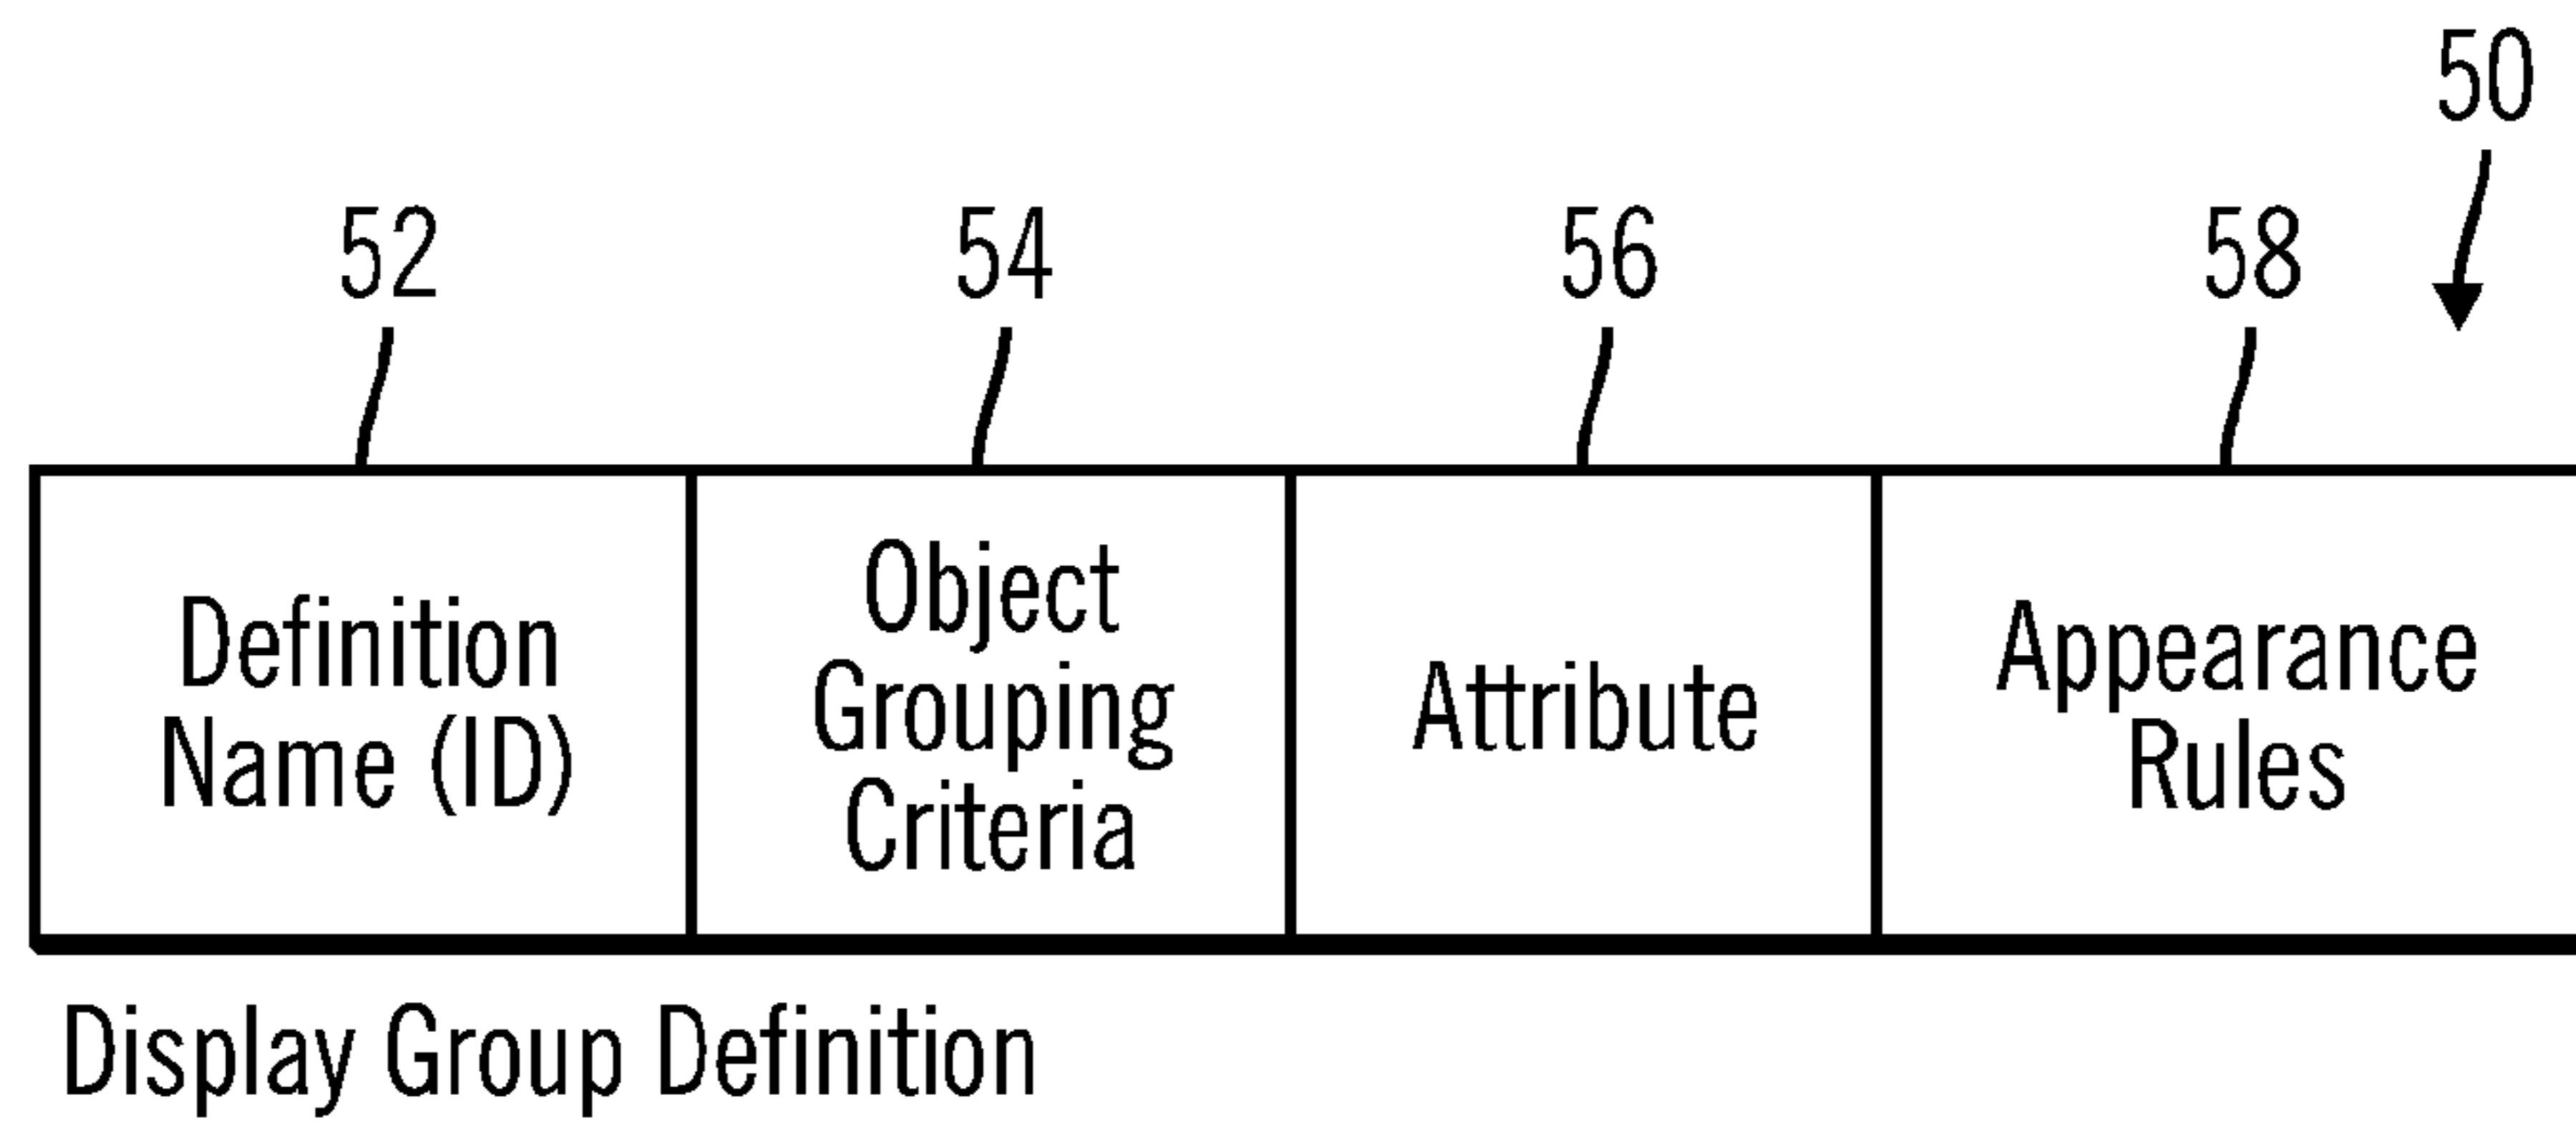 50
52
54
56
58
Definition
Name (ID)
Object
Grouping
Criteria
Attribute
Appearance
Rules
Display Group Definition